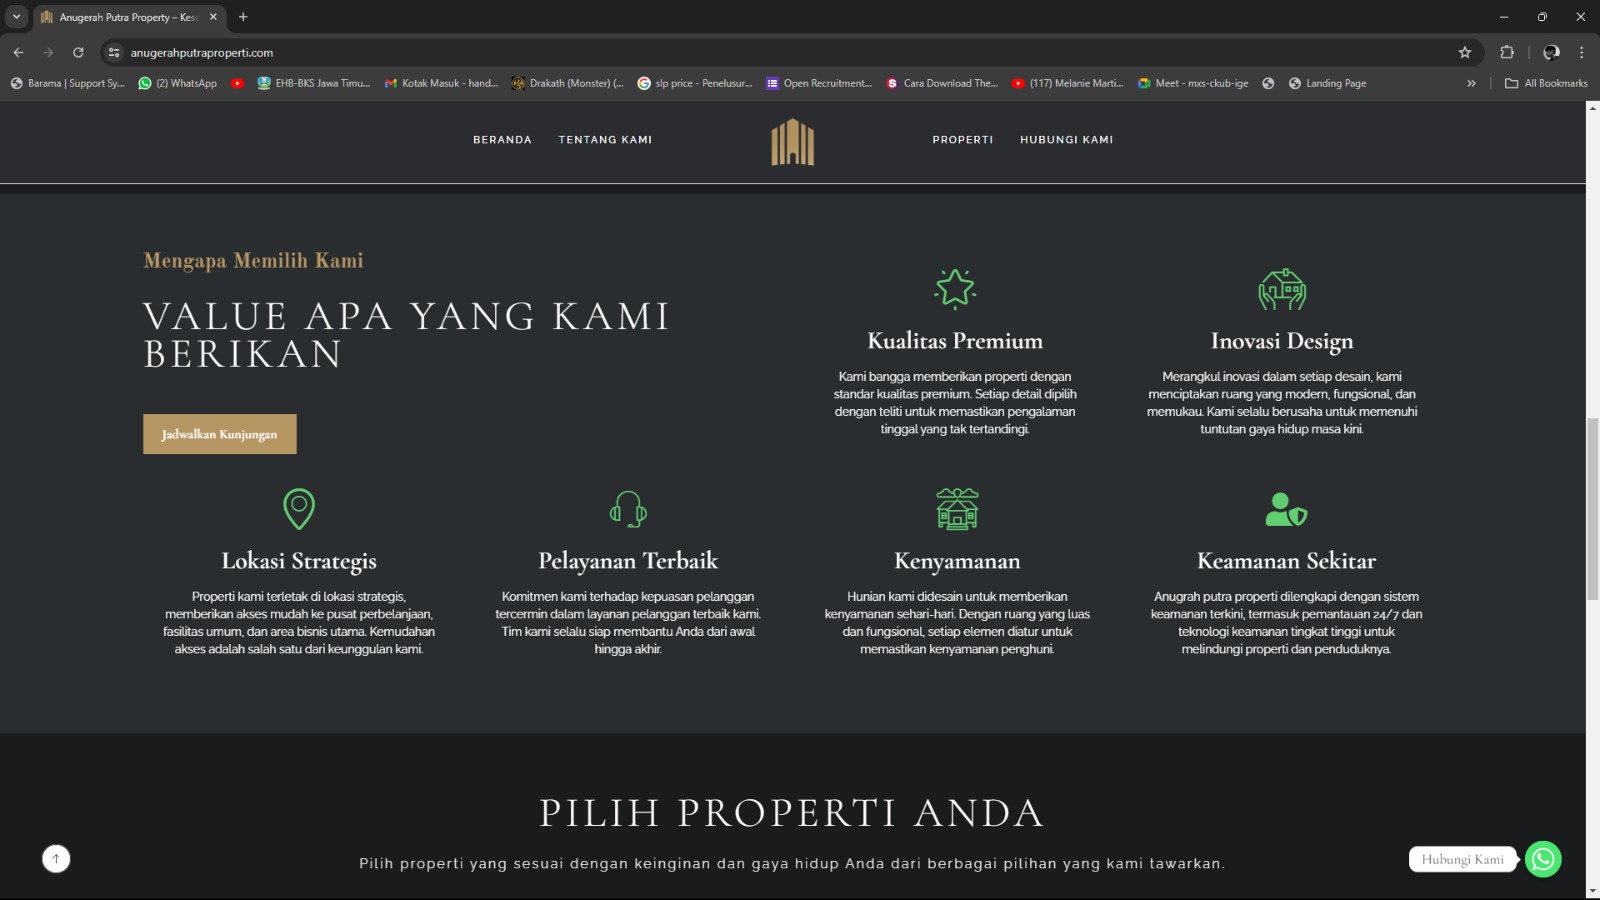 Anugerah Putra Property – Kese
anugerahputraproperti.com
Barama | Support Sy...
(2) WhatsApp
EHB-BKS Jawa Timu...
Kotak Masuk - hand...
Drakath (Monster) (...
slp price - Penelusur...
Open Recruitment...
Cara Download The...
(117) Melanie Marti...
Meet - mxs-ckub-ige
Landing Page
All Bookmarks
BERANDA
TENTANG KAMI
PROPERTI
HUBUNGI KAMI
Mengapa Memilih Kami
VALUE APA YANG KAMI
BERIKAN
Jadwalkan Kunjungan
Kualitas Premium
Kami bangga memberikan properti dengan
standar kualitas premium. Setiap detail dipilih
dengan teliti untuk memastikan pengalaman
tinggal yang tak tertandingi.
Inovasi Design
Merangkul inovasi dalam setiap desain, kami
menciptakan ruang yang modern, fungsional, dan
memukau. Kami selalu berusaha untuk memenuhi
tuntutan gaya hidup masa kini.
Lokasi Strategis
Properti kami terletak di lokasi strategis,
memberikan akses mudah ke pusat perbelanjaan,
fasilitas umum, dan area bisnis utama. Kemudahan
akses adalah salah satu dari keunggulan kami.
Pelayanan Terbaik
Komitmen kami terhadap kepuasan pelanggan
tercermin dalam layanan pelanggan terbaik kami.
Tim kami selalu siap membantu Anda dari awal
hingga akhir.
Kenyamanan
Hunian kami didesain untuk memberikan
kenyamanan sehari-hari. Dengan ruang yang luas
dan fungsional, setiap elemen diatur untuk
memastikan kenyamanan penghuni.
Keamanan Sekitar
Anugrah putra properti dilengkapi dengan sistem
keamanan terkini, termasuk pemantauan 24/7 dan
teknologi keamanan tingkat tinggi untuk
melindungi properti dan penduduknya.
PILIH PROPERTI ANDA
Pilih properti yang sesuai dengan keinginan dan gaya hidup Anda dari berbagai pilihan yang kami tawarkan.
Hubungi Kami